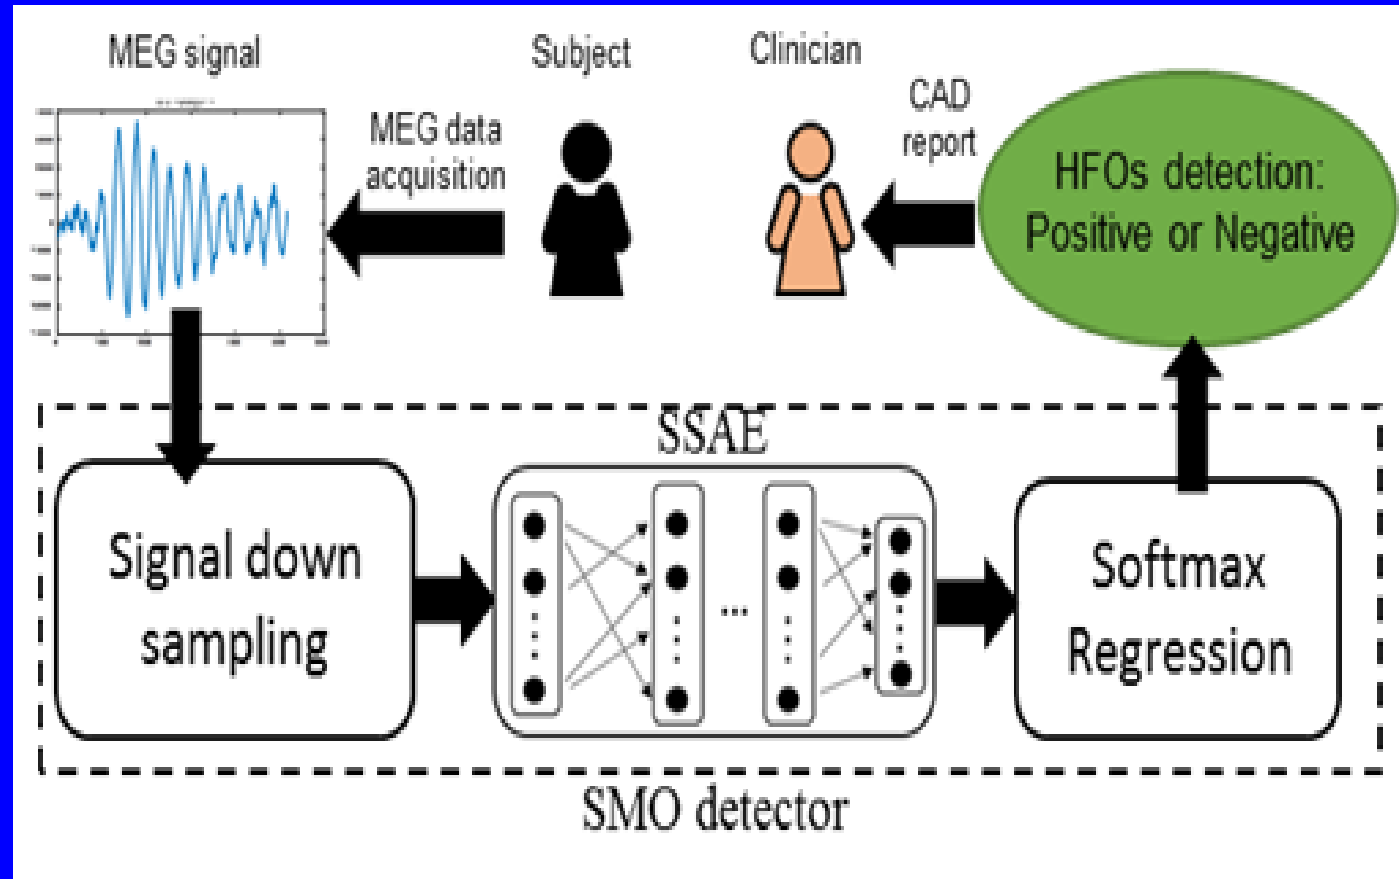 MEG signal
Subject
Clinician
MEG data
acquisition
CAD
report
HFOs detection:
Positive or Negative
SSAE
Signal down
sampling
...
Softmax
Regression
SMO detector